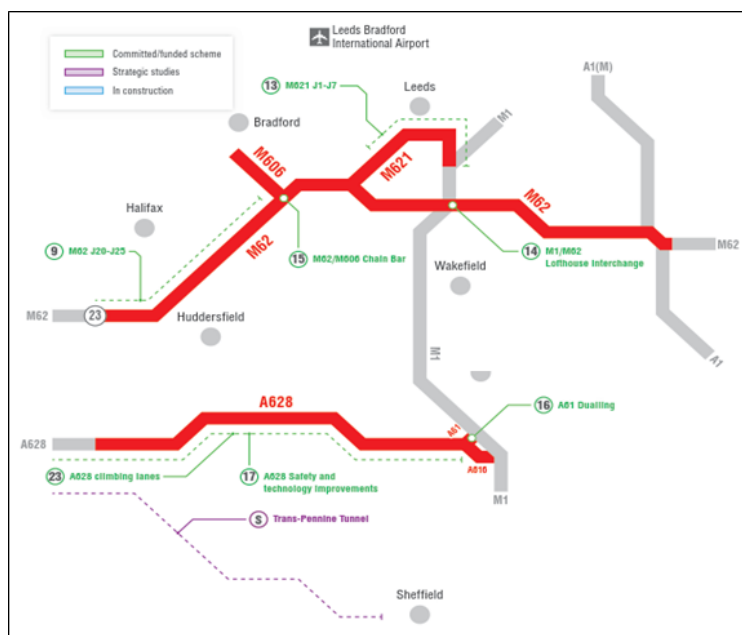 Leeds Bradford
International Airport
Committed/funded scheme
Strategic studies
In construction
A1(M)
13 M621 J1-J7
Leeds
M1
Bradford
M606
M621
Halifax
M62
M62
9 M62 J20-J25
15 M62/M606 Chain Bar
14 M1/M62
Lofthouse Interchange
M62
Wakefield
M62
23
Huddersfield
M1
A1
A628
16 A61 Dualling
A61
A628
A616
23 A628 climbing lanes
17 A628 Safety and
technology improvements
M1
S Trans-Pennine Tunnel
Sheffield